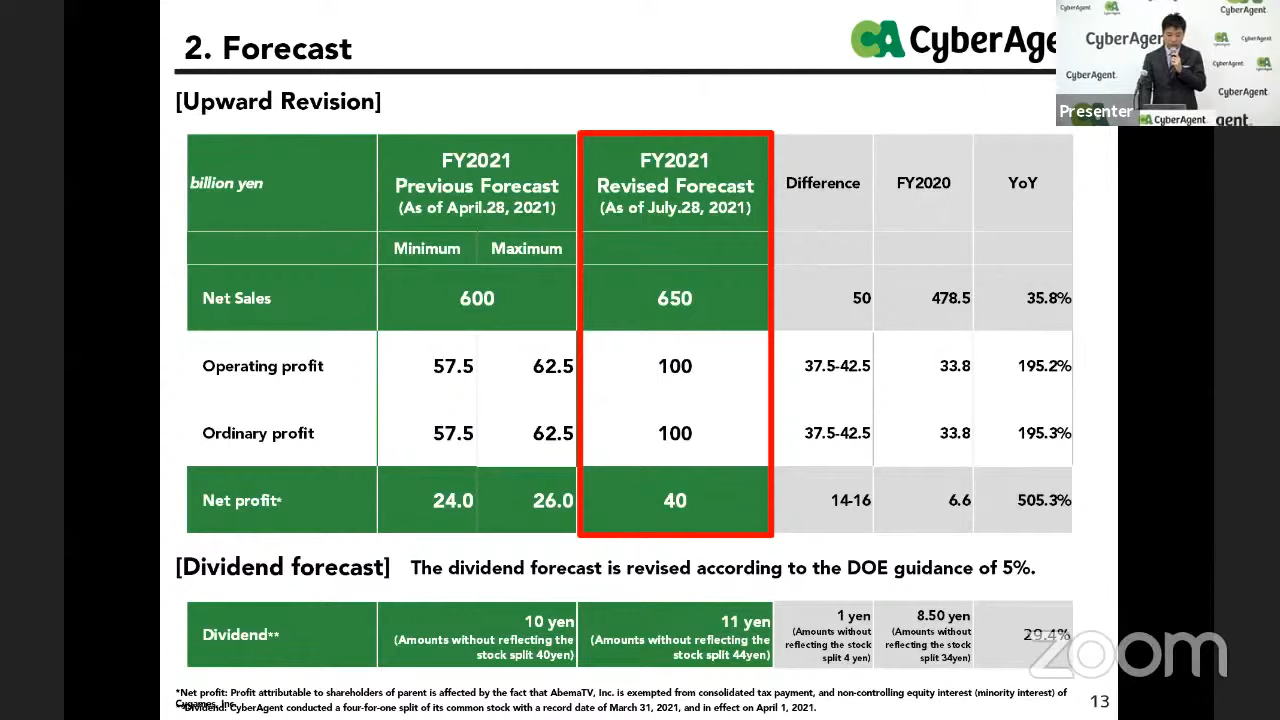 2. Forecast
CyberAge
[Upward Revision]
Presenter
CyberAgent.
CyberAgent
CyberAgent.
CyberAgent.
CyberAgent.
gent.
billion yen
FY2021
Previous Forecast
(As of April.28, 2021)
FY2021
Revised Forecast
(As of July.28, 2021)
Difference
FY2020
YoY
Minimum
Maximum
Net Sales
600
650
50
478.5
35.8%
Operating profit
57.5
62.5
100
37.5-42.5
33.8
195.2%
Ordinary profit
57.5
62.5
100
37.5-42.5
33.8
195.3%
Net profit*
24.0
26.0
40
14-16
6.6
505.3%
[Dividend forecast]
The dividend forecast is revised according to the DOE guidance of 5%.
Dividend**
10 yen
(Amounts without reflecting the
stock split 40yen)
11 yen
(Amounts without reflecting the
stock split 44yen)
1 yen
(Amounts without
reflecting the stock
split 4 yen)
8.50 yen
(Amounts without
reflecting the stock
split 34yen)
29.4%
zoom
*Net profit: Profit attributable to shareholders of parent is affected by the fact that AbemaTV, Inc. is exempted from consolidated tax payment, and non-controlling equity interest (minority interest) of
Cygames, Inc.
**Dividend: CyberAgent conducted a four-for-one split of its common stock with a record date of March 31, 2021, and in effect on April 1, 2021.
13